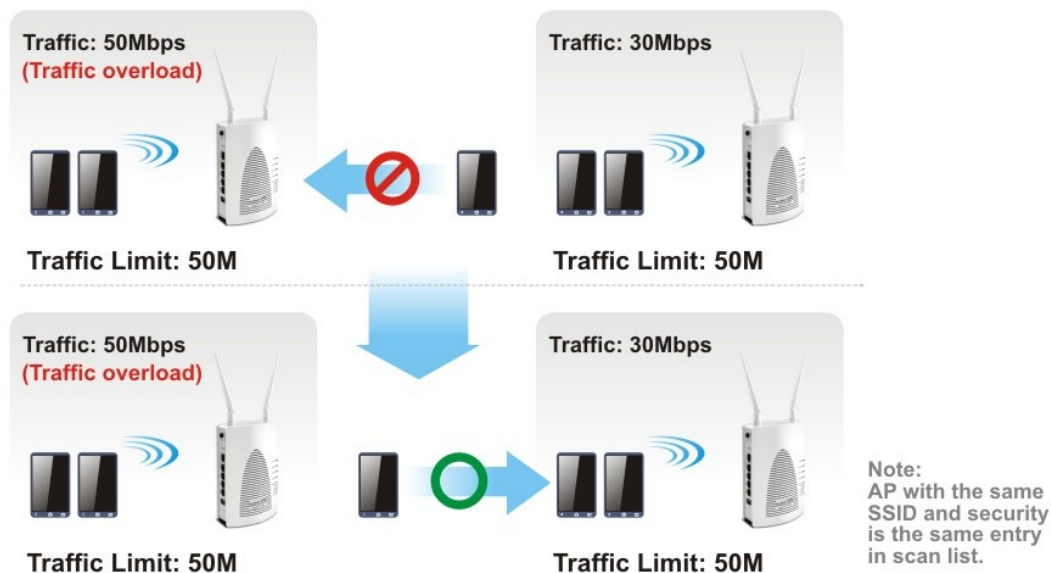 Traffic: 50Mbps
(Traffic overload)
Traffic: 30Mbps
Traffic Limit: 50M
Traffic Limit: 50M
Traffic: 50Mbps
(Traffic overload)
Traffic: 30Mbps
Traffic Limit: 50M
Traffic Limit: 50M
Note:
AP with the same
SSID and security
is the same entry
in scan list.